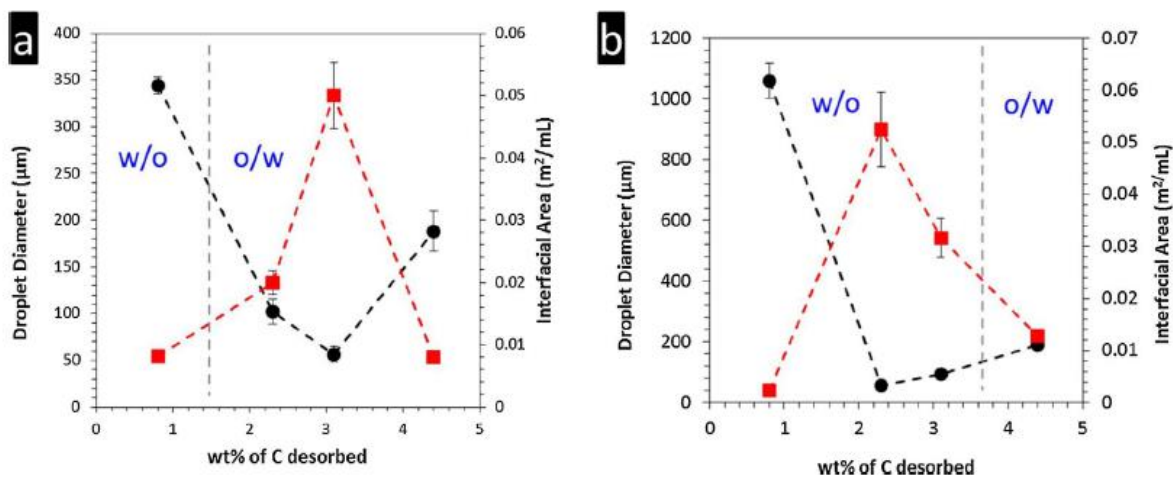 a
Droplet Diameter (µm)
400
350
300
250
200
150
100
50
0
w/o
o/w
0.06
0.05
0.04
0.03
0.02
0.01
0
Interfacial Area (m²/mL)
0 1 2 3 4 5
wt% of C desorbed
b
Droplet Diameter (µm)
1200
1000
800
600
400
200
0
w/o
o/w
0.07
0.06
0.05
0.04
0.03
0.02
0.01
0
Interfacial Area (m²/mL)
0 1 2 3 4 5
wt% of C desorbed